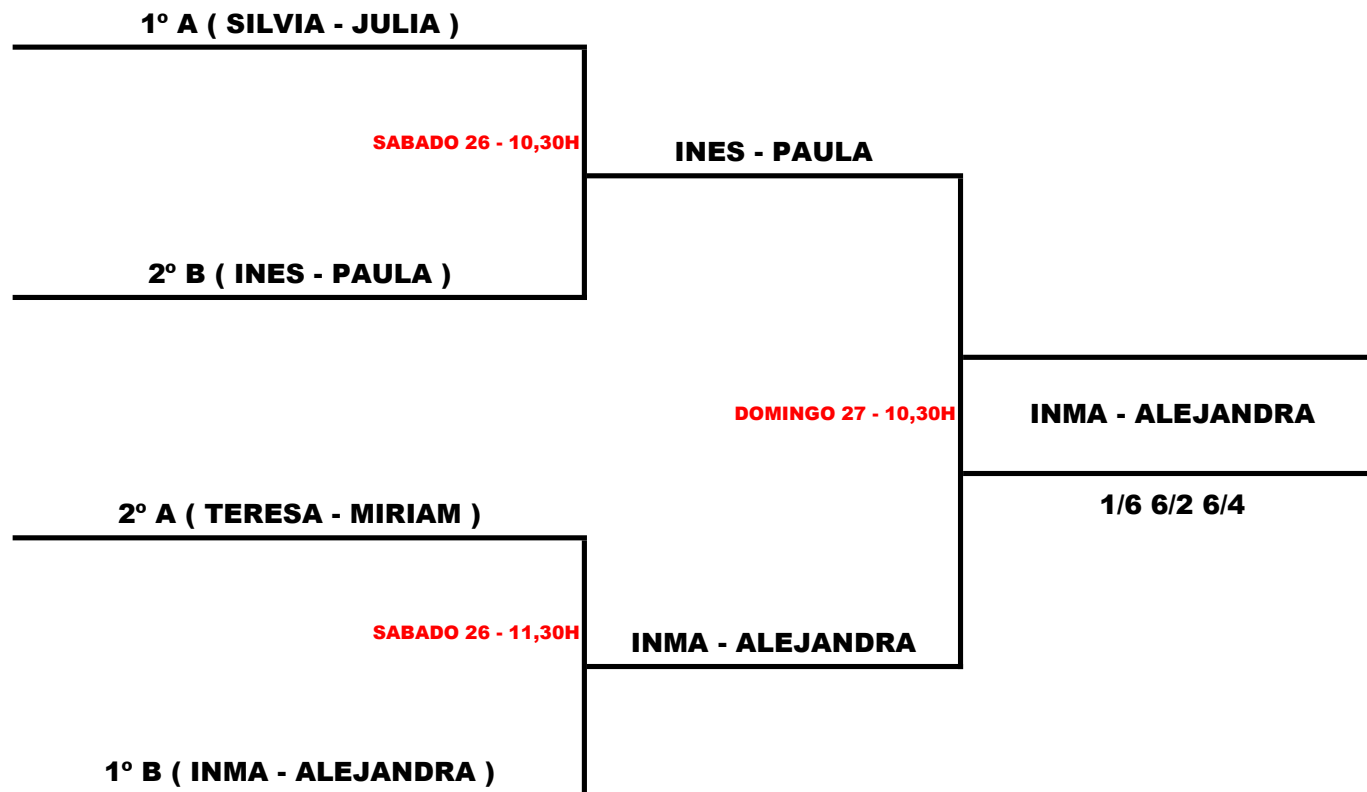 1º A ( SILVIA - JULIA )
SABADO 26 - 10,30H
INES - PAULA
2º B ( INES - PAULA )
DOMINGO 27 - 10,30H
INMA - ALEJANDRA
1/6 6/2 6/4
2º A ( TERESA - MIRIAM )
SABADO 26 - 11,30H
INMA - ALEJANDRA
1º B ( INMA - ALEJANDRA )